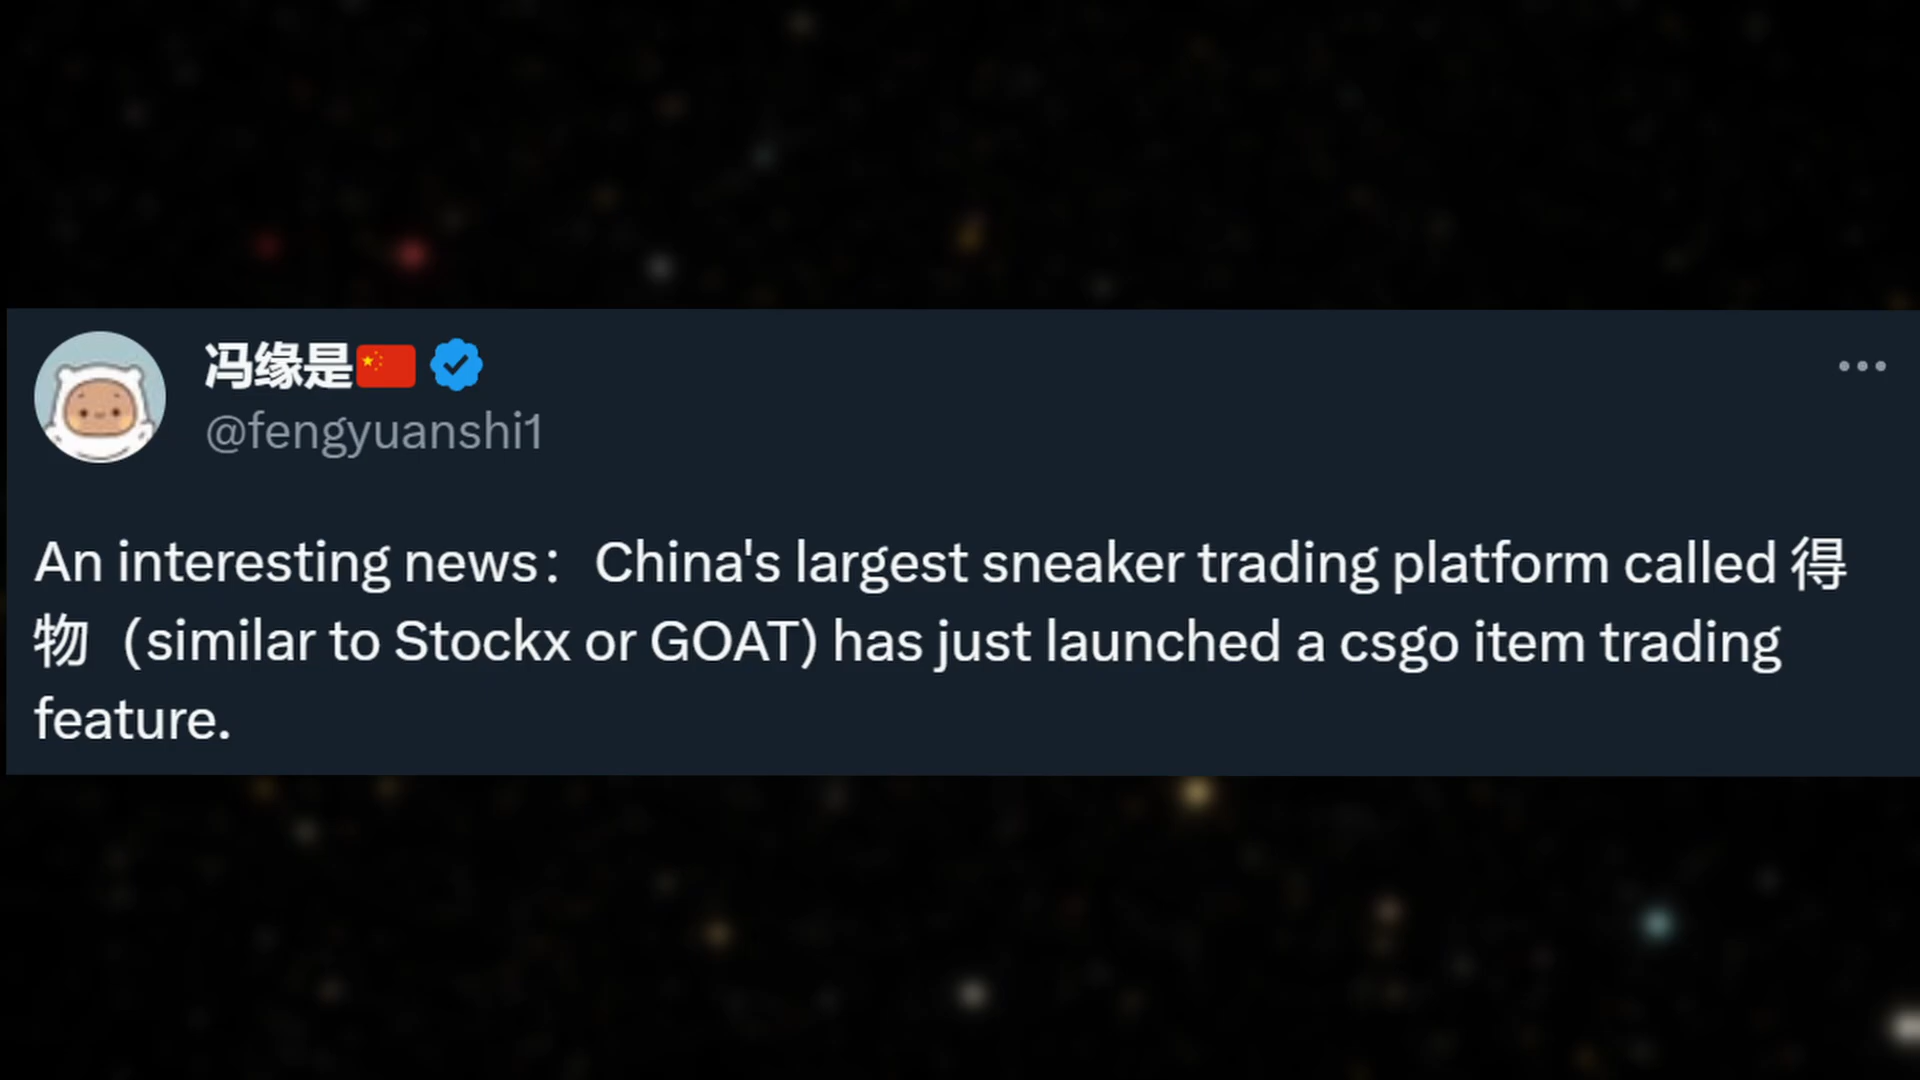 冯缘是🇨🇳
@fengyuanshi1
An interesting news：China's largest sneaker trading platform called 得
物（similar to Stockx or GOAT) has just launched a csgo item trading
feature.